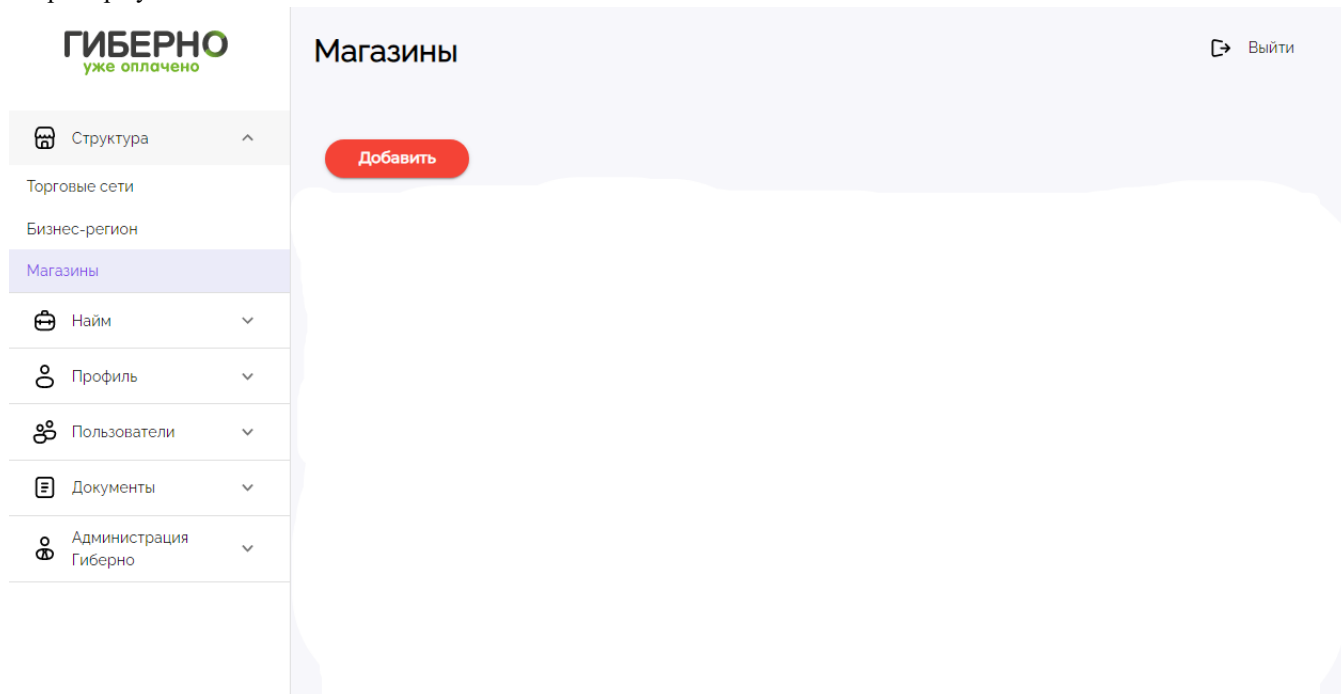 ГИБЕРНО
уже оплачено
Магазины
Выйти
Структура
Добавить
Торговые сети
Бизнес-регион
Магазины
Найм
Профиль
Пользователи
Документы
Администрация
Гиберно